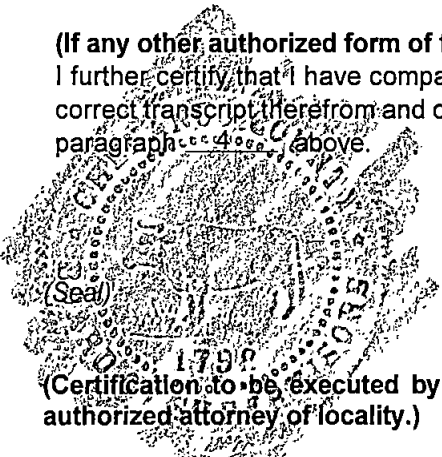 (If any other authorized form of f
I further certify that I have compa
correct transcript therefrom and o
paragraph 4 above.
(Seal)
1798
(Certification to be executed by
authorized attorney of locality.)